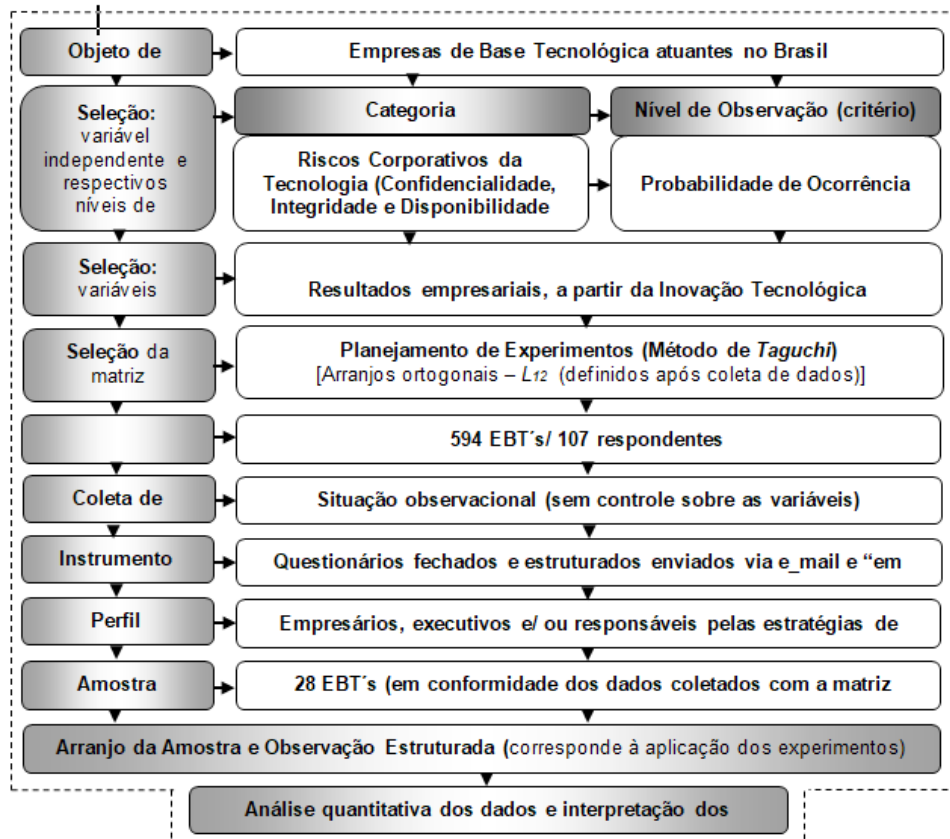 Objeto de
Empresas de Base Tecnológica atuantes no Brasil
Seleção:
variável
independente e
respectivos
níveis de
Categoria
Nível de Observação (critério)
Riscos Corporativos da
Tecnologia (Confidencialidade,
Integridade e Disponibilidade
Probabilidade de Ocorrência
Seleção:
variáveis
Resultados empresariais, a partir da Inovação Tecnológica
Seleção da
matriz
Planejamento de Experimentos (Método de Taguchi)
[Arranjos ortogonais – L12 (definidos após coleta de dados)]
594 EBT´s/ 107 respondentes
Coleta de
Situação observacional (sem controle sobre as variáveis)
Instrumento
Questionários fechados e estruturados enviados via e_mail e “em
Perfil
Empresários, executivos e/ ou responsáveis pelas estratégias de
Amostra
28 EBT´s (em conformidade dos dados coletados com a matriz
Arranjo da Amostra e Observação Estruturada (corresponde à aplicação dos experimentos)
Análise quantitativa dos dados e interpretação dos